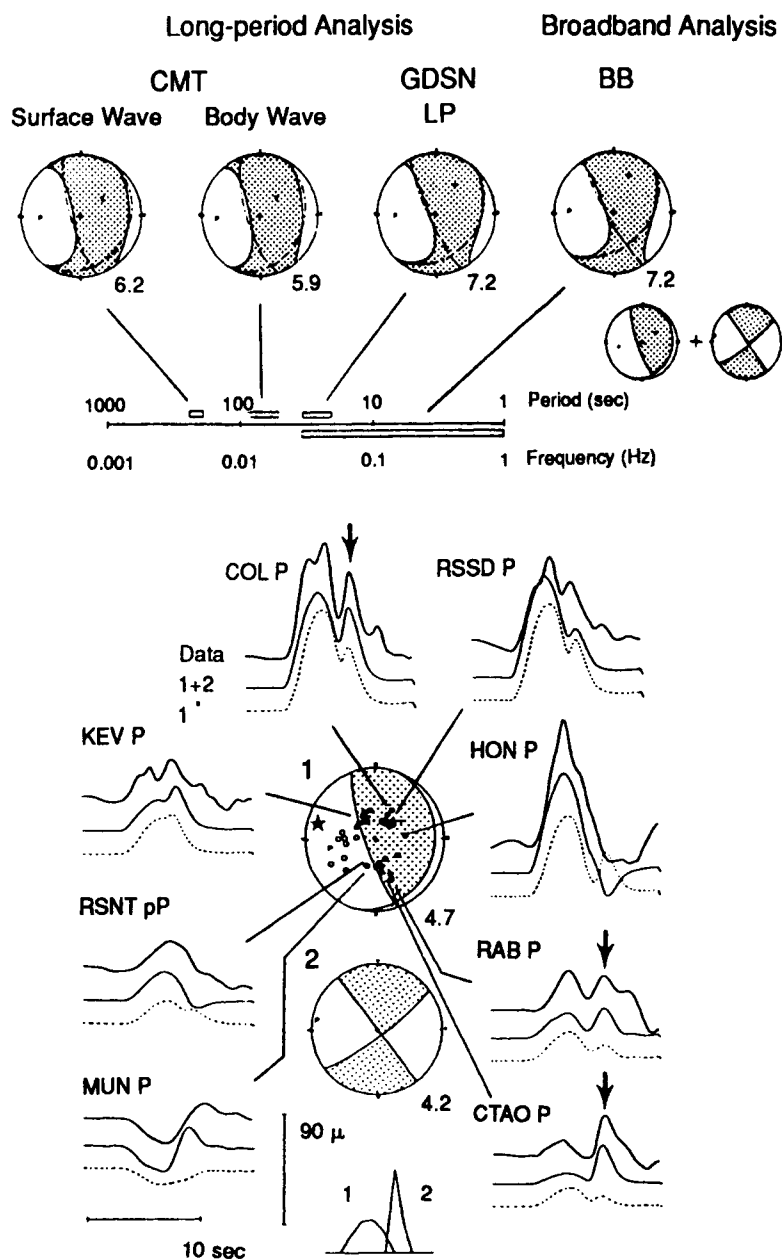 Long-period Analysis Broadband Analysis
CMT GDSN BB
Surface Wave Body Wave LP
6.2 5.9 7.2 7.2
+
1000 100 10 1 Period (sec)
0.001 0.01 0.1 1 Frequency (Hz)
COL P RSSD P
Data
1+2
1
KEV P HON P
1
4.7
RSNT pP RAB P
2
4.2
MUN P CTAO P
90 μ
1 2
10 sec